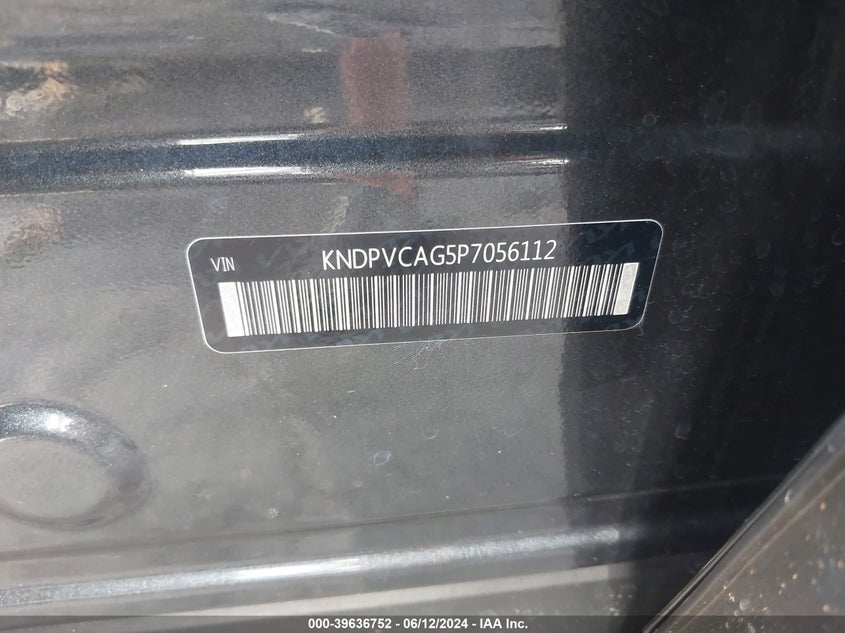 VIN KNDPVCAG5P7056112
000-39636752 - 06/12/2024 - IAA Inc.